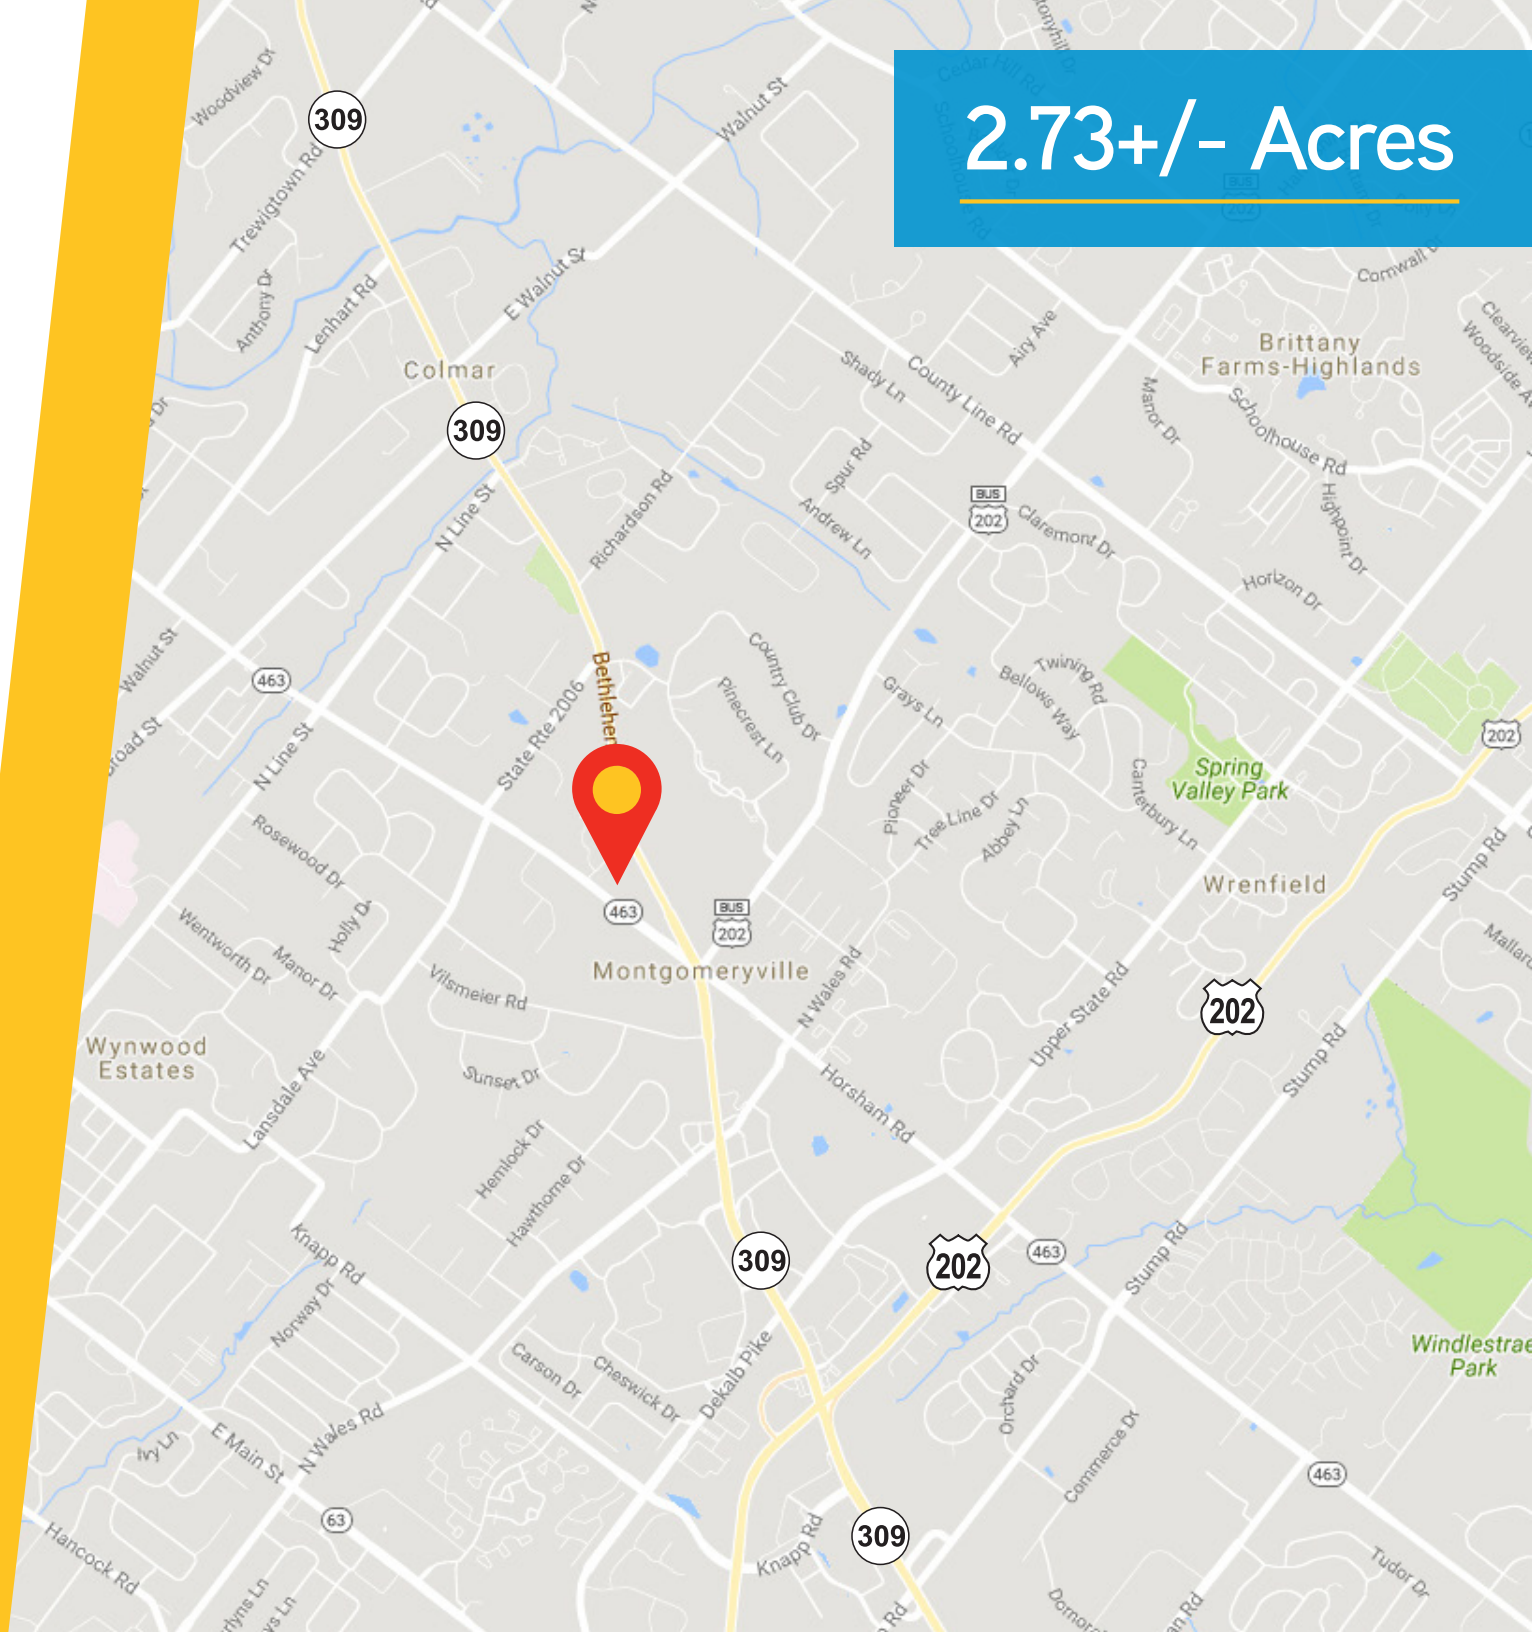 2.73+/- Acres
Woodview Dr
309
Trewigtown Rd
Anthony Dr
Lenhart Rd
Walnut St
E Walnut St
Colmar
309
N Line St
Richardson Rd
Shady Ln
County Line Rd
Airy Ave
Spur Rd
Andrew Ln
BUS
202
Claremont Dr
Brittany
Farms-Highlands
Cornwall Dr
Manor Dr
Schoolhouse Rd
Highpoint Dr
Horizon Dr
Cedar Hill Rd
Schoolhouse Rd
BUS
202
Walnut St
463
State Rte 2006
N Line St
Country Club Dr
Pinecrest Ln
Grays Ln
Twining Rd
Bellows Way
Pioneer Dr
Tree Line Dr
Abbey Ln
Canterbury Ln
Spring
Valley Park
202
Wrenfield
Stump Rd
Rosewood Dr
Holly Dr
Wentworth Dr
Manor Dr
Vilsmeier Rd
463
BUS
202
Montgomeryville
N Wales Rd
Upper State Rd
202
Stump Rd
Wynwood
Estates
Lansdale Ave
Sunset Dr
Hemlock Dr
Hawthorne Dr
Horsham Rd
Knapp Rd
Norway Dr
309
202
463
Stump Rd
Carson Dr
Cheswick Dr
Dekalb Pike
Orchard Dr
Commerce Dr
Park
Ivy Ln
E Main St
N Wales Rd
63
Hancock Rd
Knapp Rd
309
463
Tudor Dr